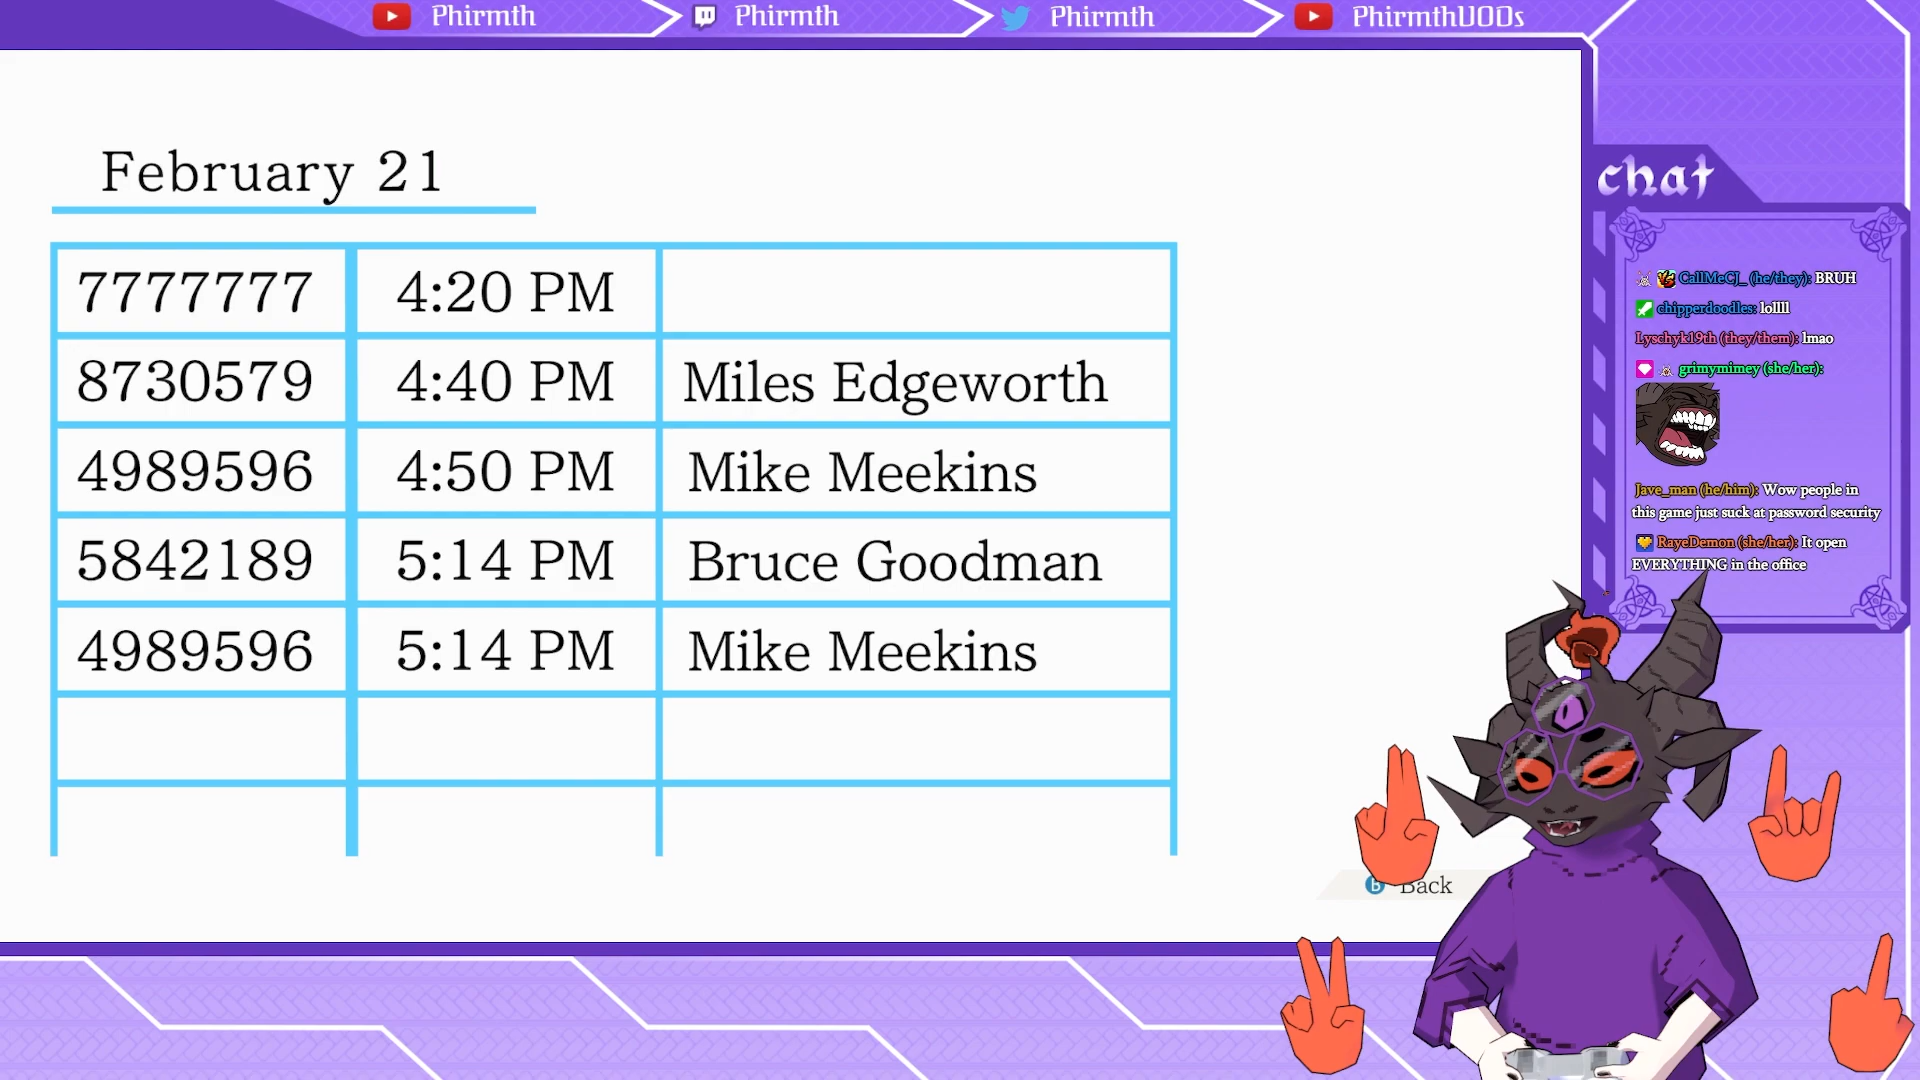 Phirmth
Phirmth
Phirmth
PhirmthVODs
February 21
7777777 4:20 PM
8730579 4:40 PM Miles Edgeworth
4989596 4:50 PM Mike Meekins
5842189 5:14 PM Bruce Goodman
4989596 5:14 PM Mike Meekins
B Back
chat
CallMeCJ_ (he/they): BRUH
chipperdoodles: lollll
Lyschyk19th (they/them): lmao
grimymimey (she/her):
Jave_man (he/him): Wow people in
this game just suck at password security
RayeDemon (she/her): It open
EVERYTHING in the office